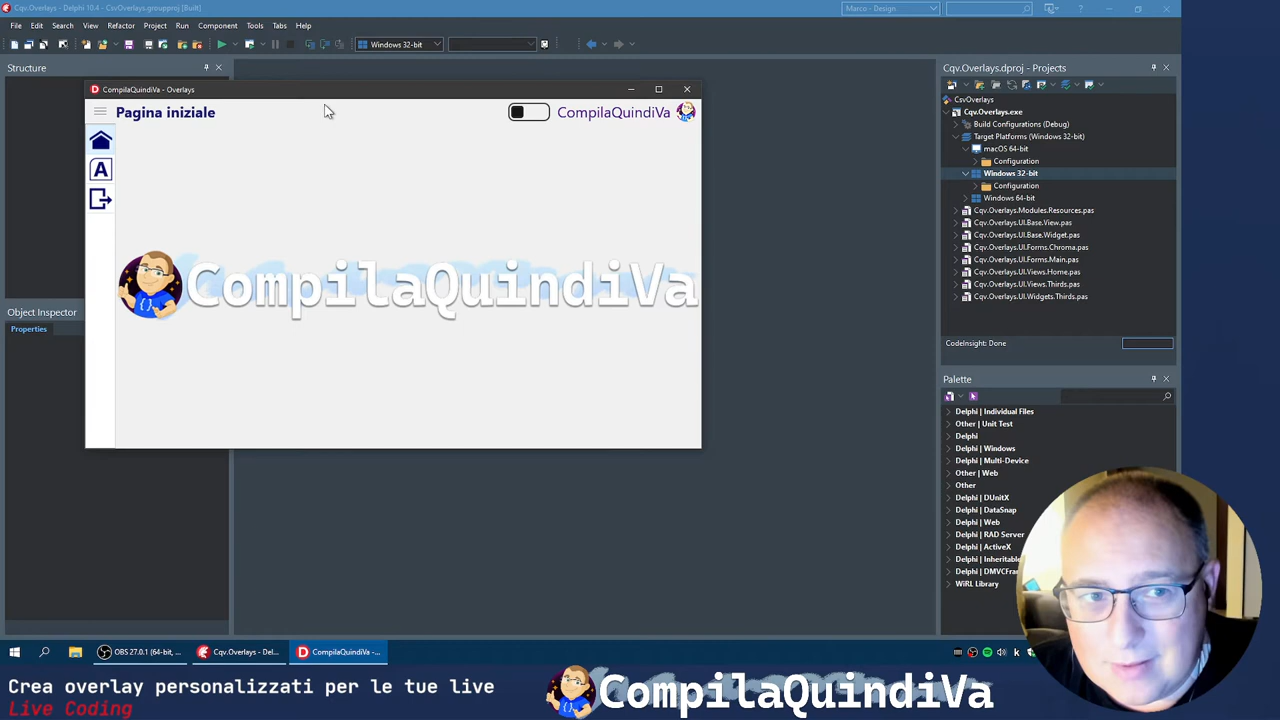 Cqv.Overlays - Delphi 10.4 - CsvOverlays.groupproj [Built]
Marco - Design
File Edit Search View Refactor Project Run Component Tools Tabs Help
Windows 32-bit
Structure
Cqv.Overlays.dproj - Projects
CompilaQuindiVa - Overlays
Pagina iniziale
CompilaQuindiVa
A
CompilaQuindiVa
CsvOverlays
Cqv.Overlays.exe
Build Configurations (Debug)
Target Platforms (Windows 32-bit)
macOS 64-bit
Configuration
Windows 32-bit
Configuration
Windows 64-bit
Cqv.Overlays.Modules.Resources.pas
Cqv.Overlays.UI.Base.View.pas
Cqv.Overlays.UI.Base.Widget.pas
Cqv.Overlays.UI.Forms.Chroma.pas
Cqv.Overlays.UI.Forms.Main.pas
Cqv.Overlays.UI.Views.Home.pas
Cqv.Overlays.UI.Views.Thirds.pas
Cqv.Overlays.UI.Widgets.Thirds.pas
Object Inspector
Properties
CodeInsight: Done
Palette
Delphi | Individual Files
Other | Unit Test
Delphi
Delphi | Windows
Delphi | Multi-Device
Other | Web
Other
Delphi | DUnitX
Delphi | DataSnap
Delphi | Web
RAD Server
Delphi | ActiveX
Delphi | Inheritable
Delphi | DMVCFram
WiRL Library
OBS 27.0.1 (64-bit, ...
Cqv.Overlays - Del...
CompilaQuindiVa -...
Crea overlay personalizzati per le tue live
Live Coding
CompilaQuindiVa